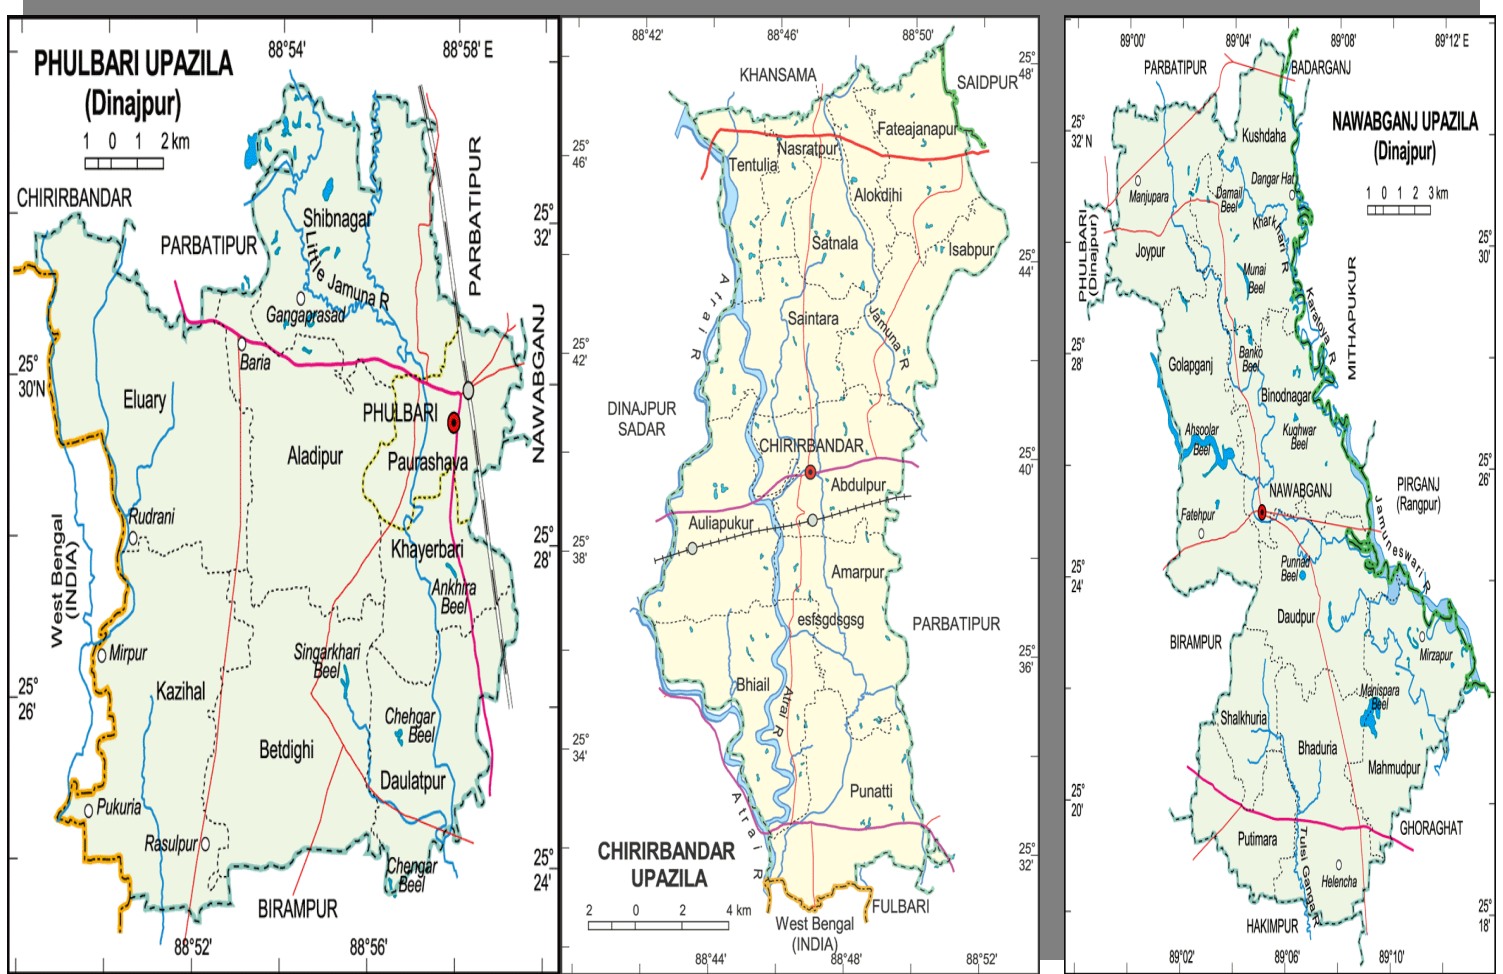 PHULBARI UPAZILA
(Dinajpur)
1 0 1 2 km
88°54'
88°58' E
CHIRIRBANDAR
PARBATIPUR
PARBATIPUR
NAWABGANJ
25°
32'
25°
30'N
25°
28'
25°
26'
25°
24'
Shibnagar
Little Jamuna R
Gangaprasad
Baria
Eluary
PHULBARI
Aladipur
Paurashava
Rudrani
Khayerbari
Ankhira
Beel
West Bengal
(INDIA)
Mirpur
Singarkhari
Beel
Kazihal
Chehgar
Beel
Betdighi
Daulatpur
Pukuria
Rasulpur
Chengar
Beel
BIRAMPUR
88°52'
88°56'
88°42'
88°46'
88°50'
25°
48'
KHANSAMA
SAIDPUR
25°
46'
Fateajanapur
Nasratpur
Tentulia
Alokdihi
Satnala
Isabpur
25°
44'
Atrai R
Saintara
Jamuna R
25°
42'
DINAJPUR
SADAR
CHIRIRBANDAR
25°
40'
Abdulpur
Auliapukur
25°
38'
Amarpur
esfsgdsgsg
PARBATIPUR
25°
36'
Bhiail
Atrai R
25°
34'
Punatti
Atrai R
25°
32'
CHIRIRBANDAR
UPAZILA
2 0 2 4 km
FULBARI
West Bengal
(INDIA)
88°44'
88°48'
88°52'
89°00'
89°04'
89°08'
89°12' E
PARBATIPUR
BADARGANJ
NAWABGANJ UPAZILA
(Dinajpur)
1 0 1 2 3 km
25°
32' N
Kushdaha
Dangar Hat
Manjupara
Damail
Beel
Kharkhari R
PHULBARI
(Dinajpur)
Joypur
25°
30'
Munai
Beel
Karatoya R
MITHAPUKUR
25°
28'
Golapganj
Banko
Beel
Binodnagar
Ahsoolar
Beel
Kughwar
Beel
25°
26'
PIRGANJ
(Rangpur)
NAWABGANJ
Fatehpur
Jamuneswari R
25°
24'
Punnad
Beel
Daudpur
BIRAMPUR
Mirzapur
Manispara
Beel
Shalkhuria
Bhaduria
Mahmudpur
25°
20'
GHORAGHAT
Putimara
Tulsi Ganga R
Helencha
25°
18'
HAKIMPUR
89°02'
89°06'
89°10'